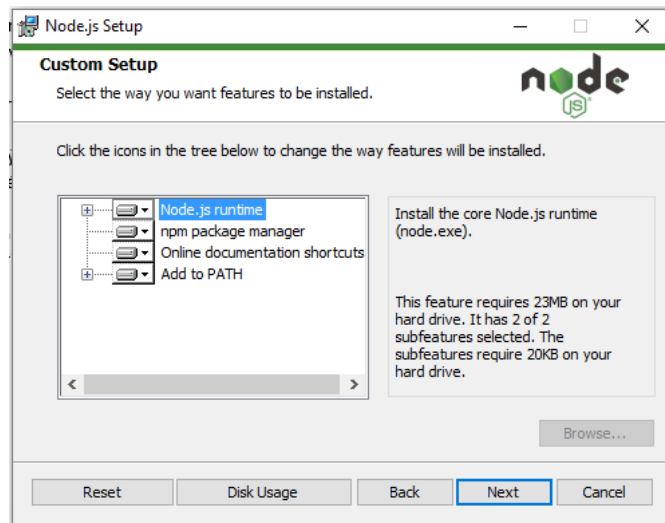 Node.js Setup
Custom Setup
Select the way you want features to be installed.
node
JS
Click the icons in the tree below to change the way features will be installed.
Node.js runtime
npm package manager
Online documentation shortcuts
Add to PATH
Install the core Node.js runtime
(node.exe).
This feature requires 23MB on your
hard drive. It has 2 of 2
subfeatures selected. The
subfeatures require 20KB on your
hard drive.
Browse...
Reset
Disk Usage
Back
Next
Cancel